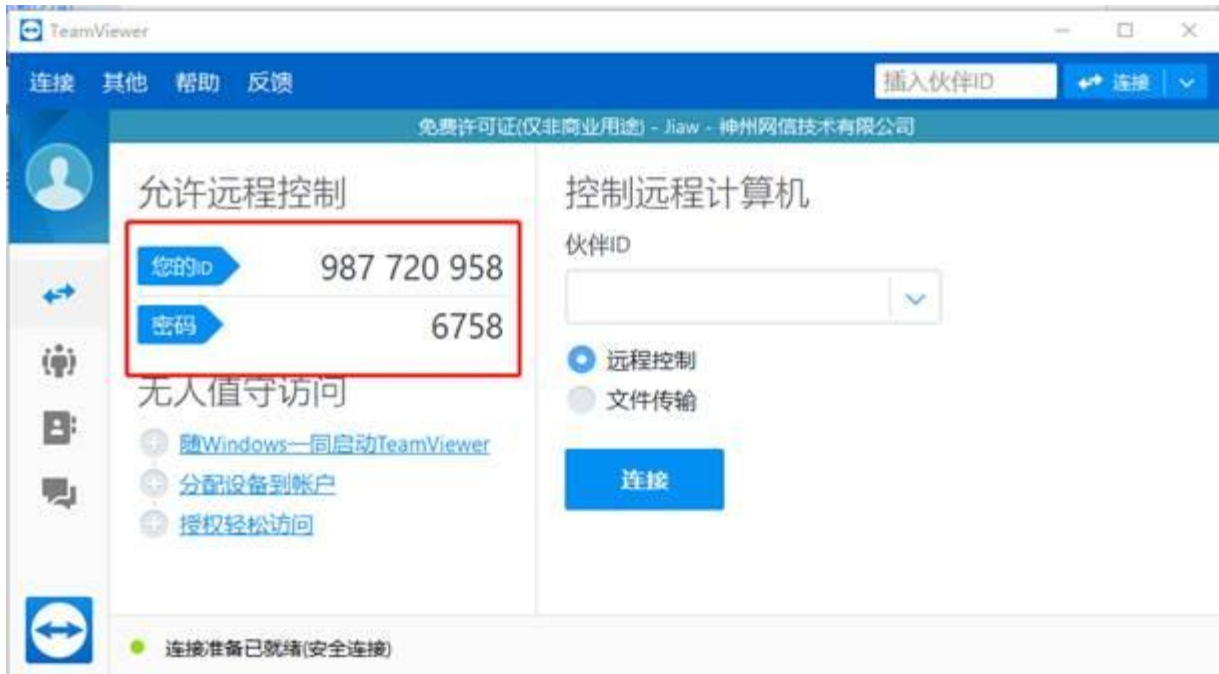 TeamViewer
连接 其他 帮助 反馈 插入伙伴ID 连接
免费许可证(仅非商业用途) - Jiaw - 神州网信技术有限公司
允许远程控制
您的ID 987 720 958
密码 6758
无人值守访问
随Windows一同启动TeamViewer
分配设备到帐户
授权轻松访问
控制远程计算机
伙伴ID
远程控制
文件传输
连接
连接准备已就绪(安全连接)